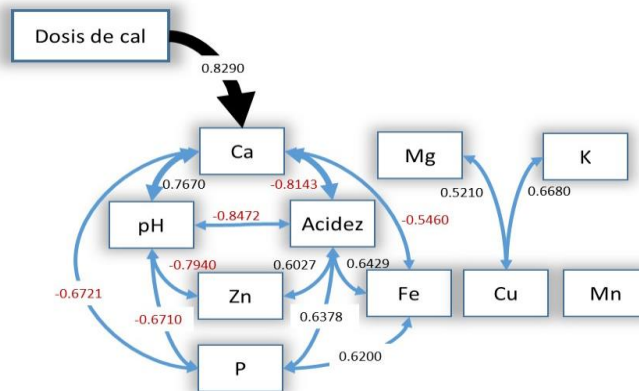 Dosis de cal
0.8290
Ca
Mg
K
0.7670
-0.8143
0.5210
0.6680
pH
-0.8472
Acidez
-0.5460
-0.7940
0.6027
0.6429
-0.6721
Zn
Fe
Cu
Mn
-0.6710
0.6378
P
0.6200